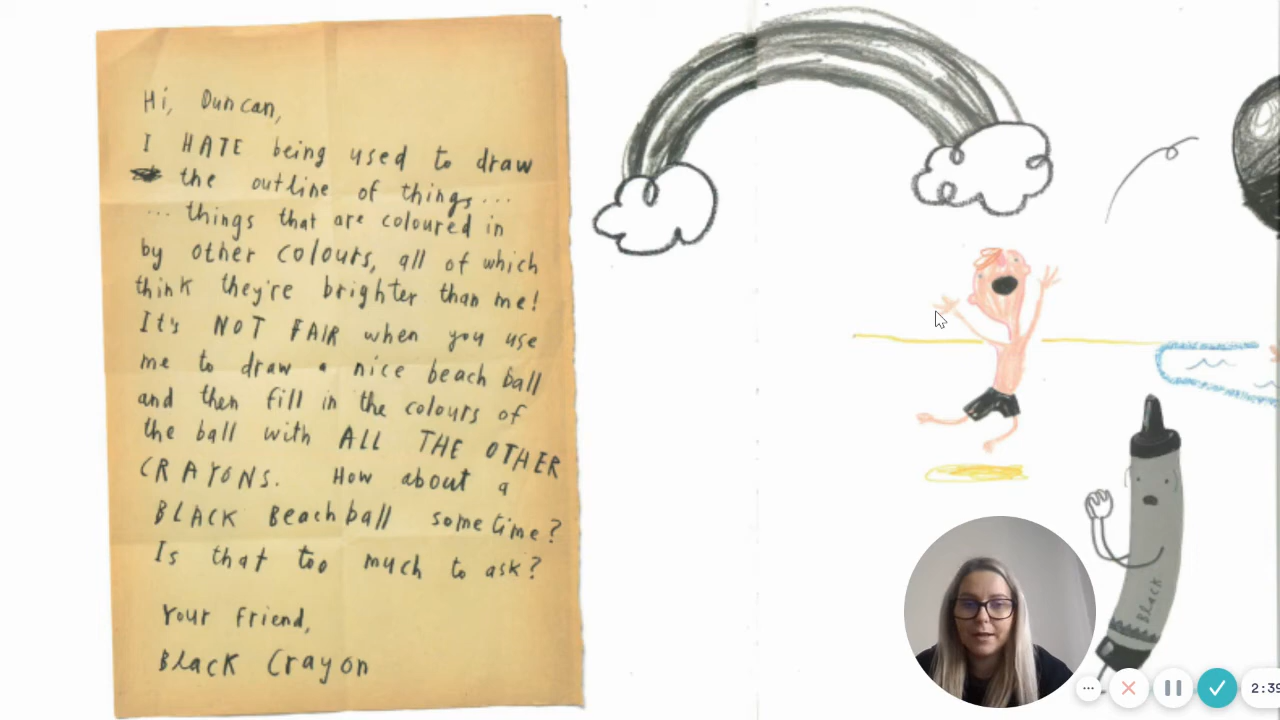 Hi, Duncan,
I HATE being used to draw
the outline of things...
... things that are coloured in
by other colours, all of which
think they're brighter than me!
It's NOT FAIR when you use
me to draw a nice beach ball
and then fill in the colours of
the ball with ALL THE OTHER
CRAYONS. How about a
BLACK Beach ball sometime?
Is that too much to ask?
Your friend,
Black Crayon
Black
2:39